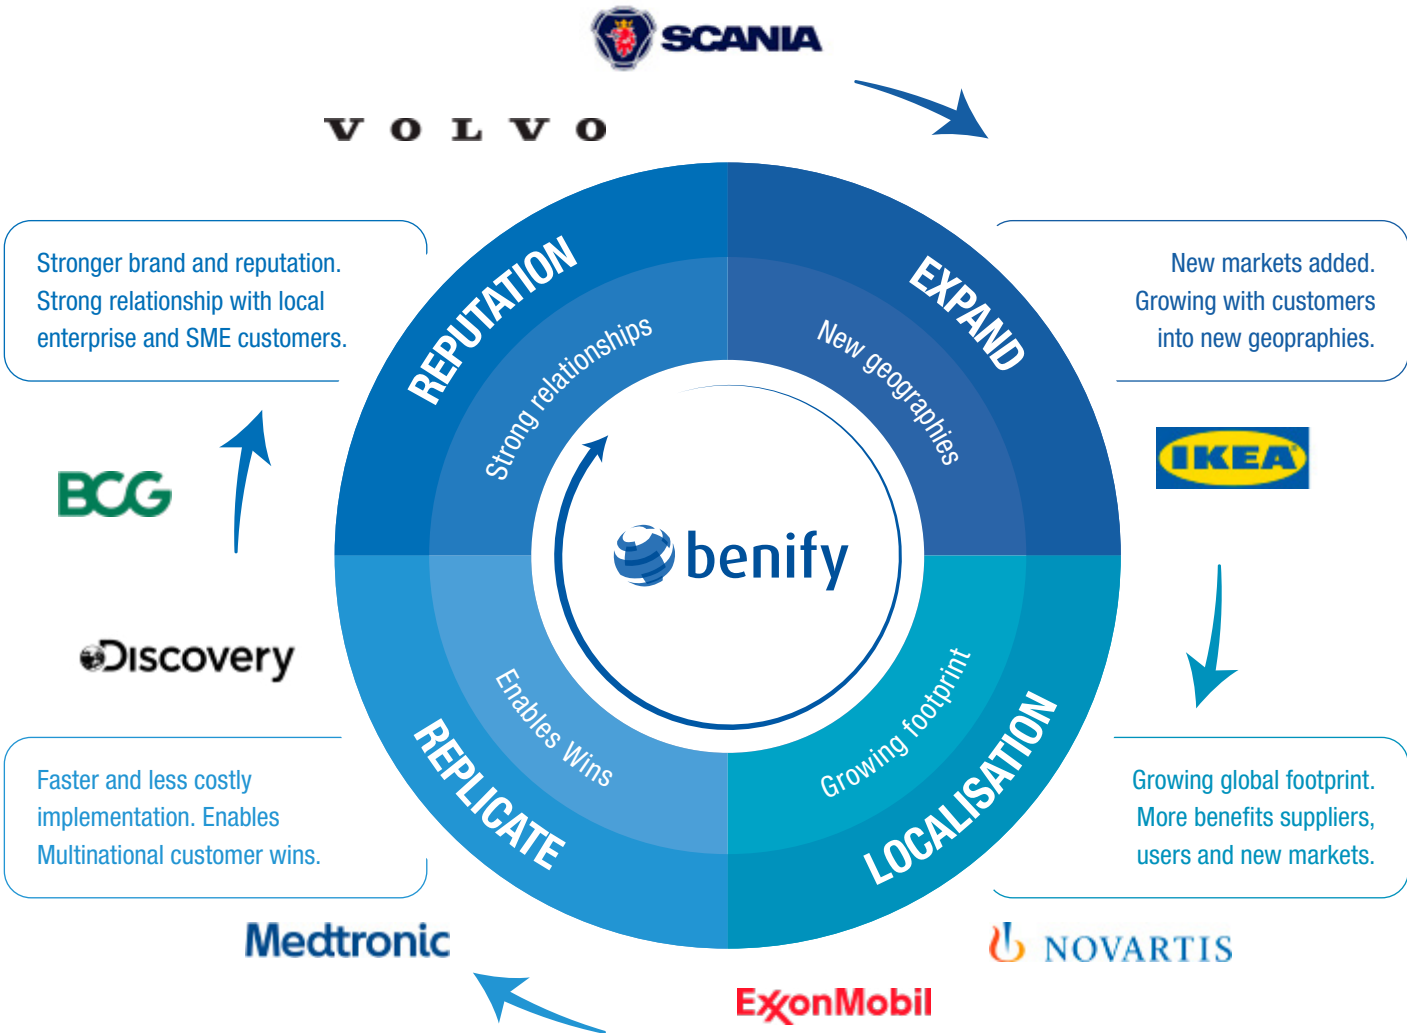 SCANIA
VOLVO
Stronger brand and reputation.
Strong relationship with local
enterprise and SME customers.
REPUTATION
Strong relationships
EXPAND
New geographies
New markets added.
Growing with customers
into new geopraphies.
BCG
IKEA
benify
Discovery
Faster and less costly
implementation. Enables
Multinational customer wins.
REPLICATE
Enables Wins
LOCALISATION
Growing footprint
Growing global footprint.
More benefits suppliers,
users and new markets.
Medtronic
NOVARTIS
ExxonMobil